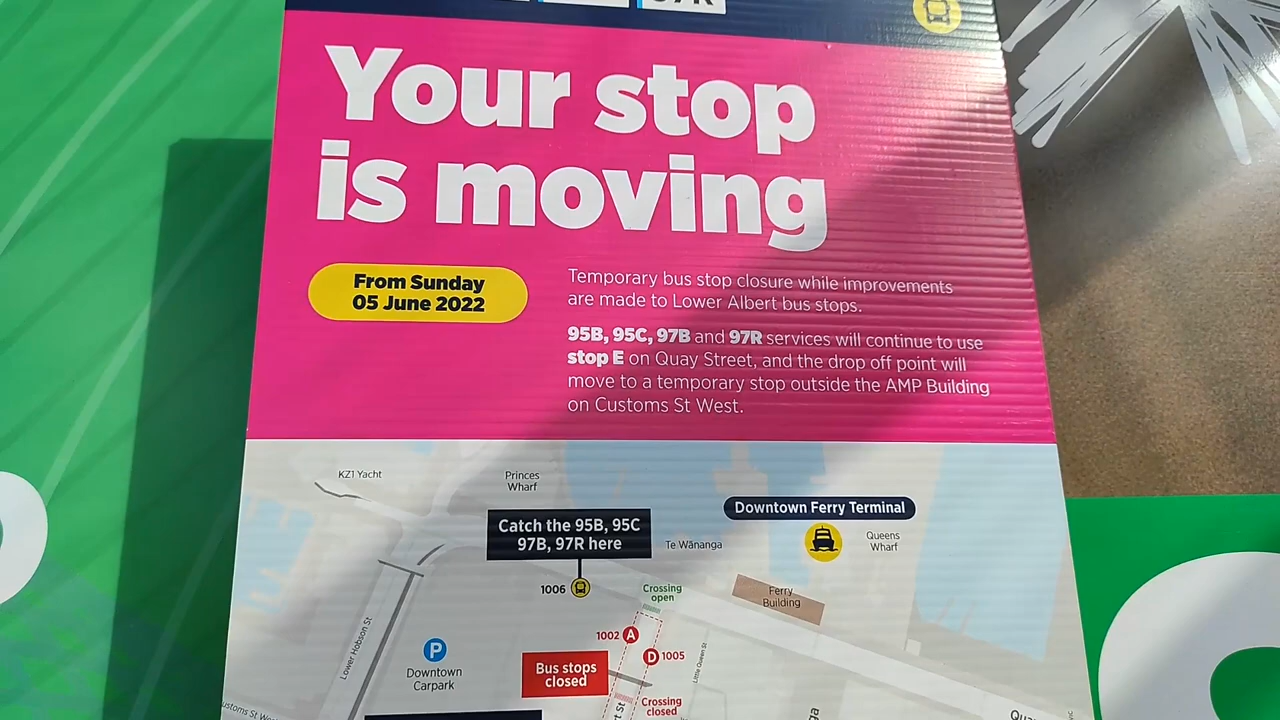 97R
Your stop
is moving
From Sunday
05 June 2022
Temporary bus stop closure while improvements
are made to Lower Albert bus stops.
95B, 95C, 97B and 97R services will continue to use
stop E on Quay Street, and the drop off point will
move to a temporary stop outside the AMP Building
on Customs St West.
KZ1 Yacht
Princes
Wharf
Downtown Ferry Terminal
Catch the 95B, 95C
97B, 97R here
Te Wānanga
Queens
Wharf
1006
Crossing
open
Ferry
Building
1002 A
D 1005
Lower Hobson St
Little Queen St
P
Downtown
Carpark
Bus stops
closed
Crossing
closed